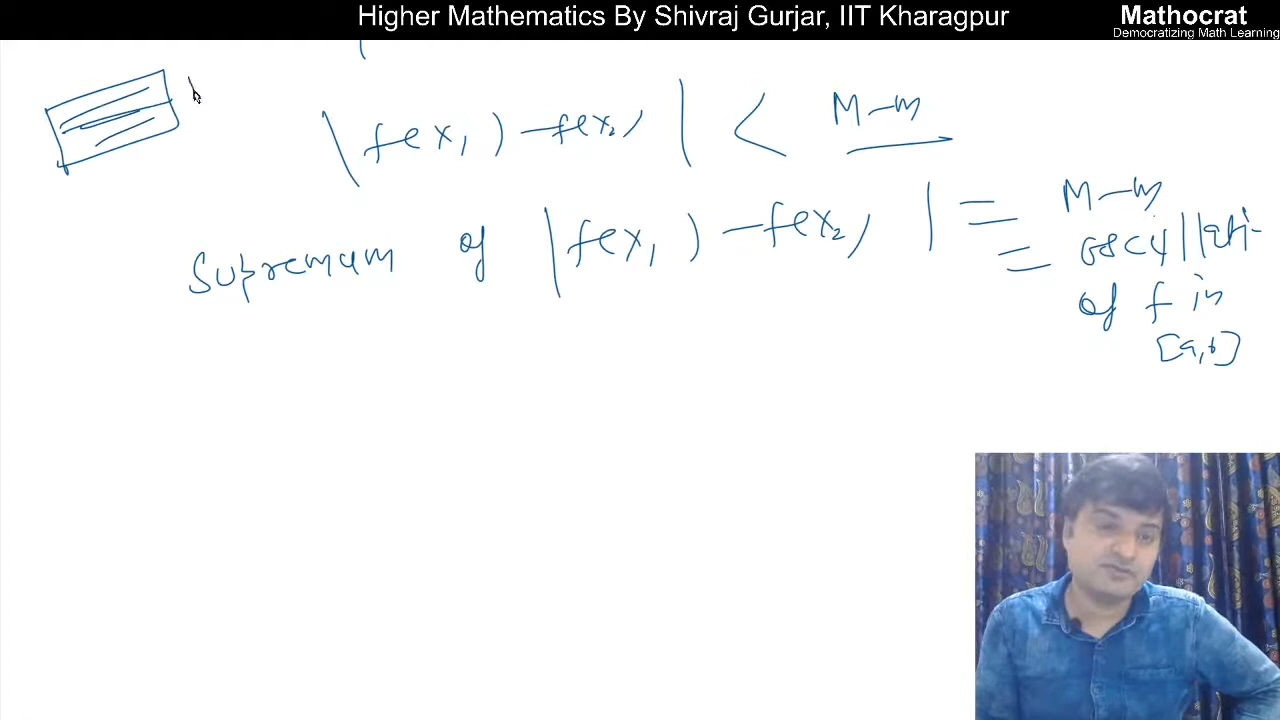 Higher Mathematics By Shivraj Gurjar, IIT Kharagpur
Mathocrat
Democratizing Math Learning
|f(x₁) - f(x₂)| < M-m
Supremum of |f(x₁) - f(x₂)| = M-m
=
of f in
[a,b]